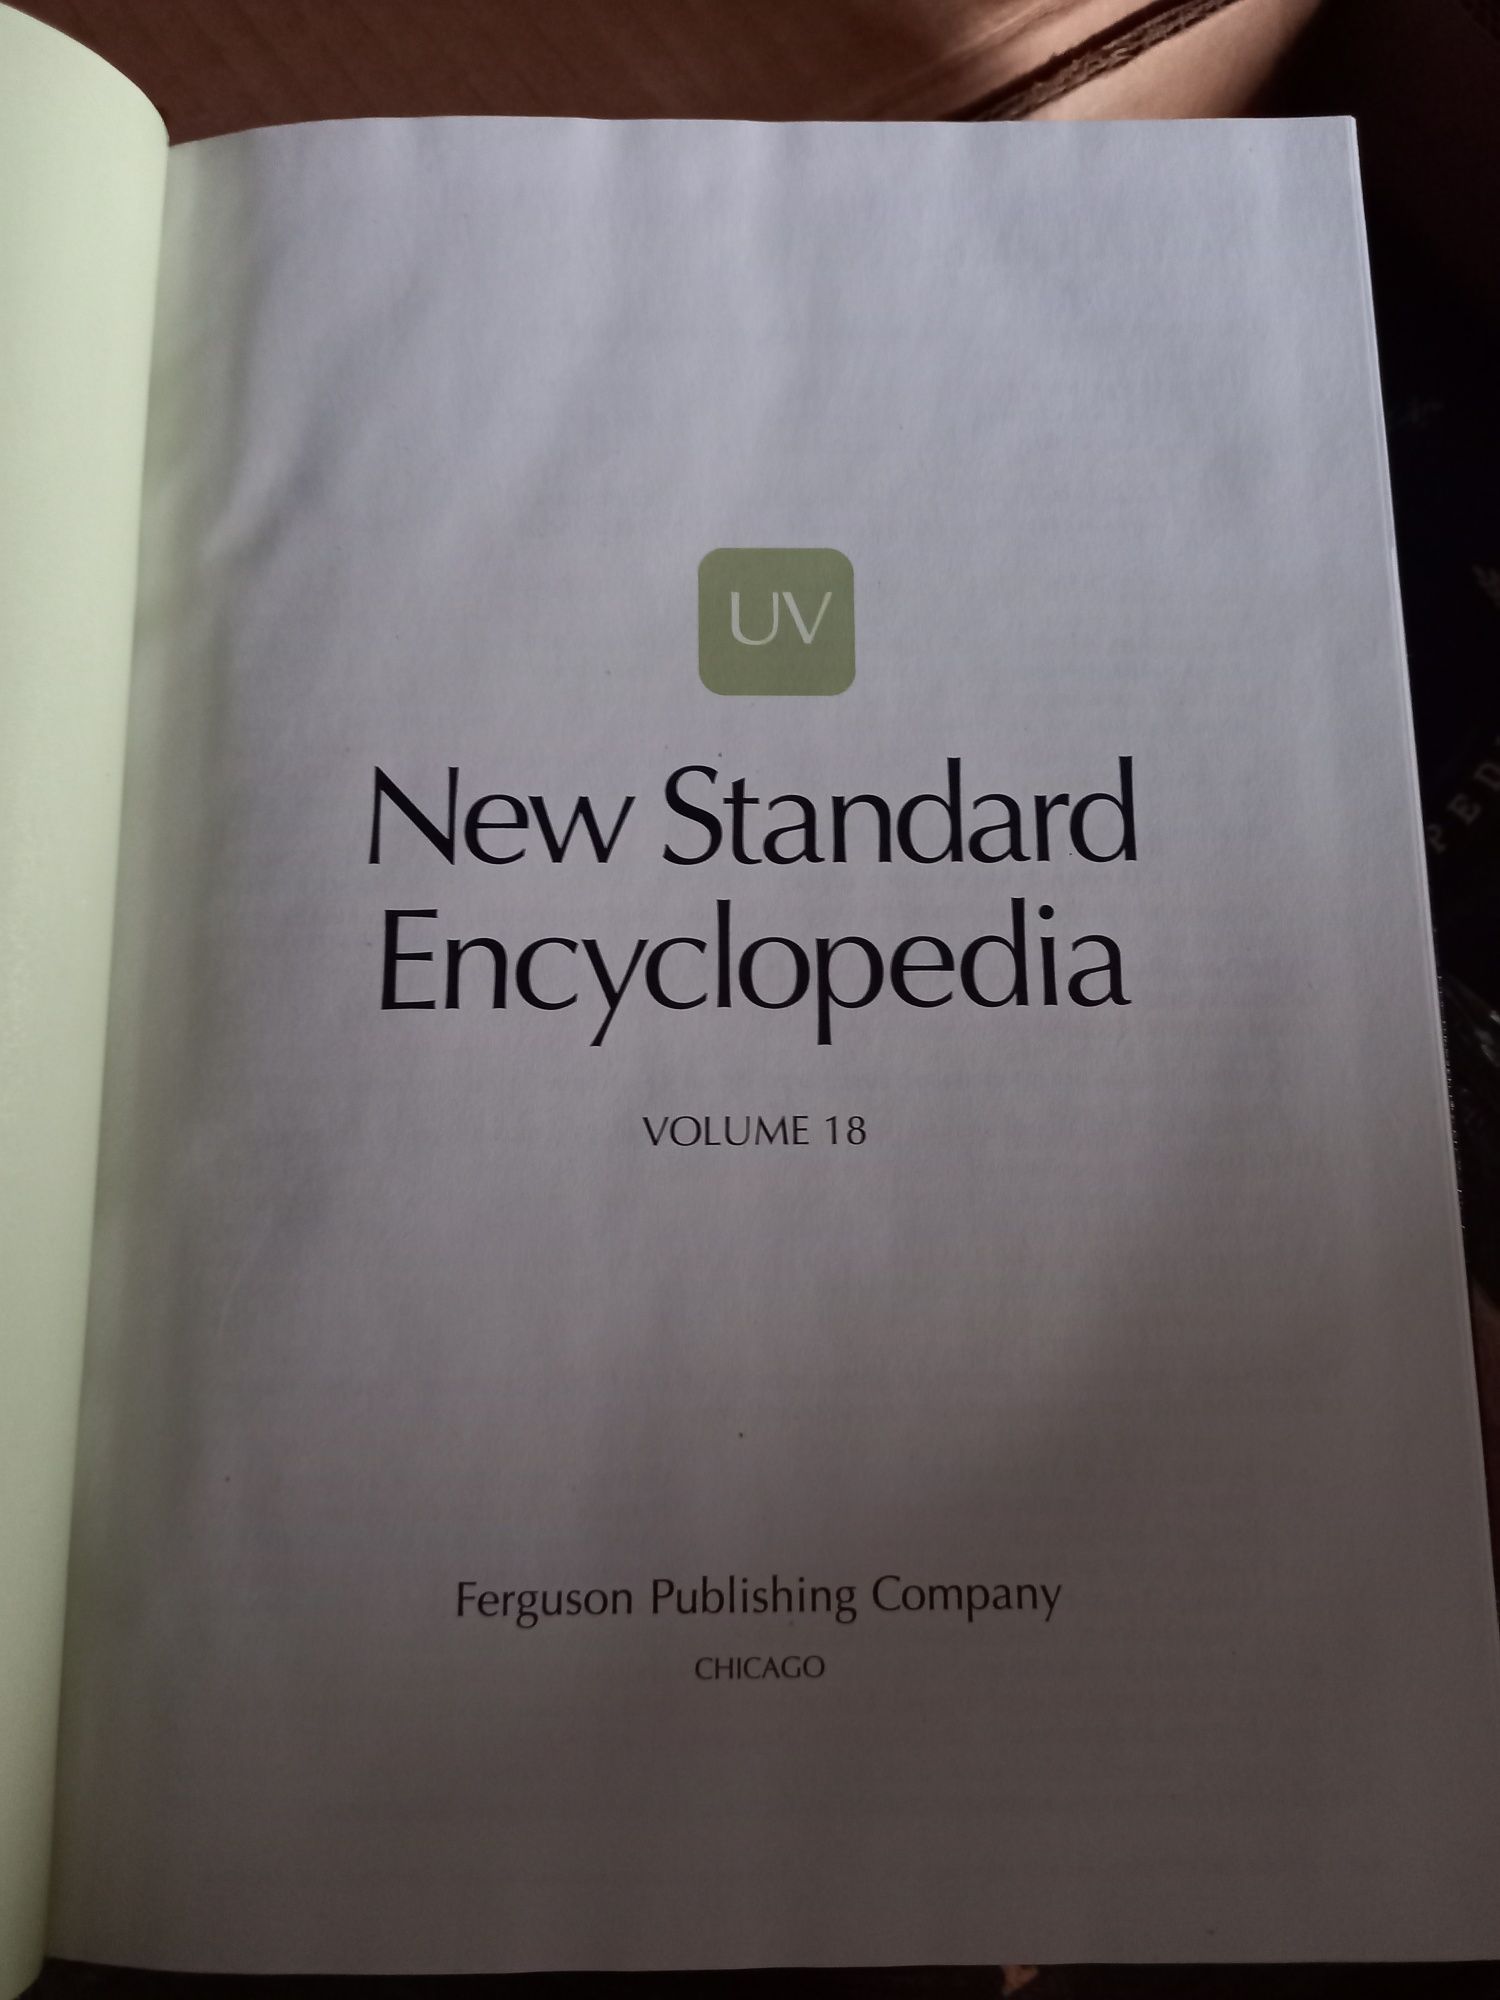 UV
New Standard
Encyclopedia
VOLUME 18
Ferguson Publishing Company
CHICAGO